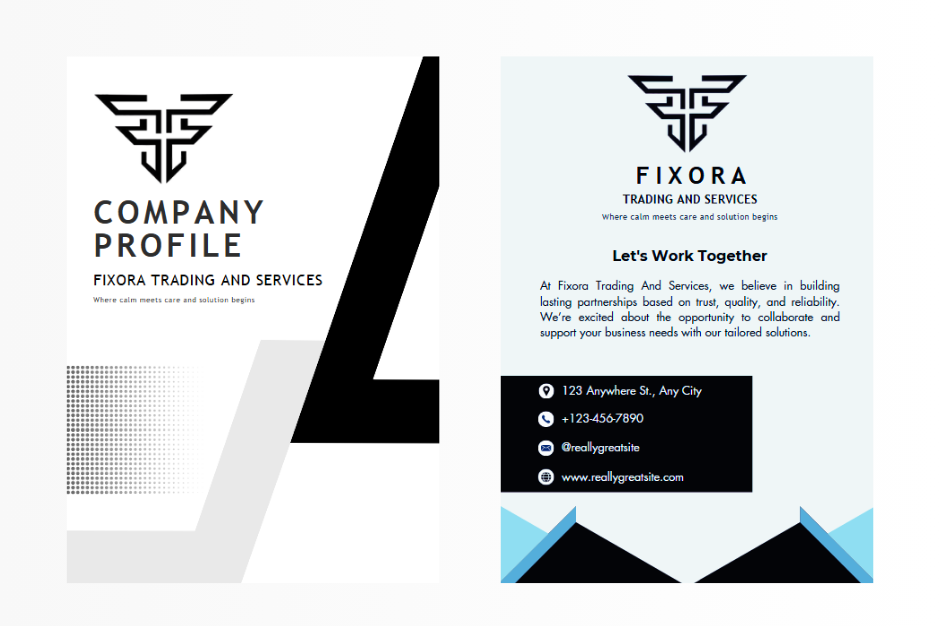 COMPANY
PROFILE
FIXORA TRADING AND SERVICES
Where calm meets care and solution begins
FIXORA
TRADING AND SERVICES
Where calm meets care and solution begins
Let's Work Together
At Fixora Trading And Services, we believe in building
lasting partnerships based on trust, quality, and reliability.
We're excited about the opportunity to collaborate and
support your business needs with our tailored solutions.
123 Anywhere St., Any City
+123-456-7890
@reallygreatsite
www.reallygreatsite.com